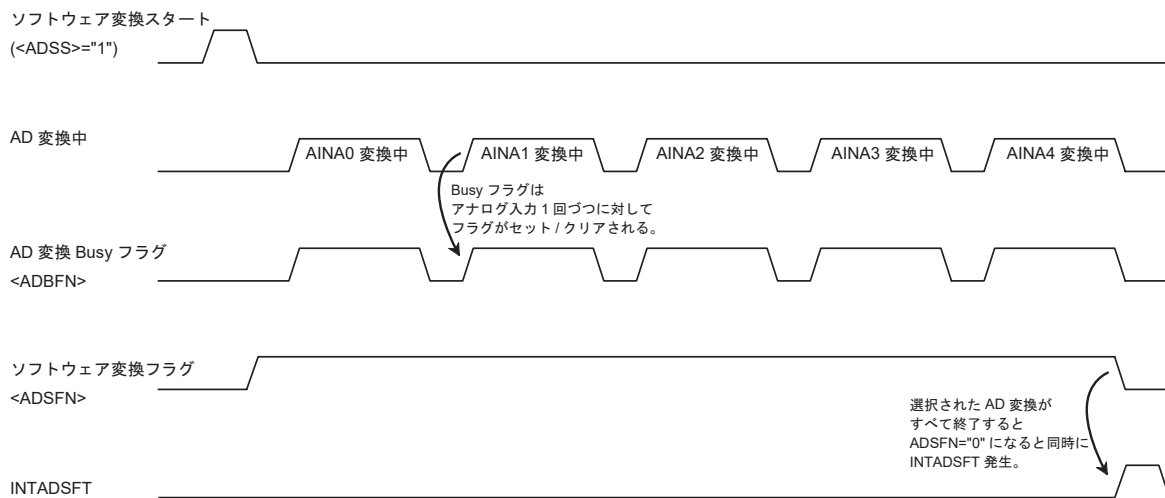 ソフトウェア変換スタート
(<ADSS>="1")
AD 変換中
AINA0 変換中
AINA1 変換中
AINA2 変換中
AINA3 変換中
AINA4 変換中
Busy フラグは
アナログ入力 1 回づつに対して
フラグがセット / クリアされる。
AD 変換 Busy フラグ
<ADBFN>
ソフトウェア変換フラグ
<ADSFN>
選択された AD 変換が
すべて終了すると
ADSFN="0" になると同時に
INTADSFT 発生。
INTADSFT